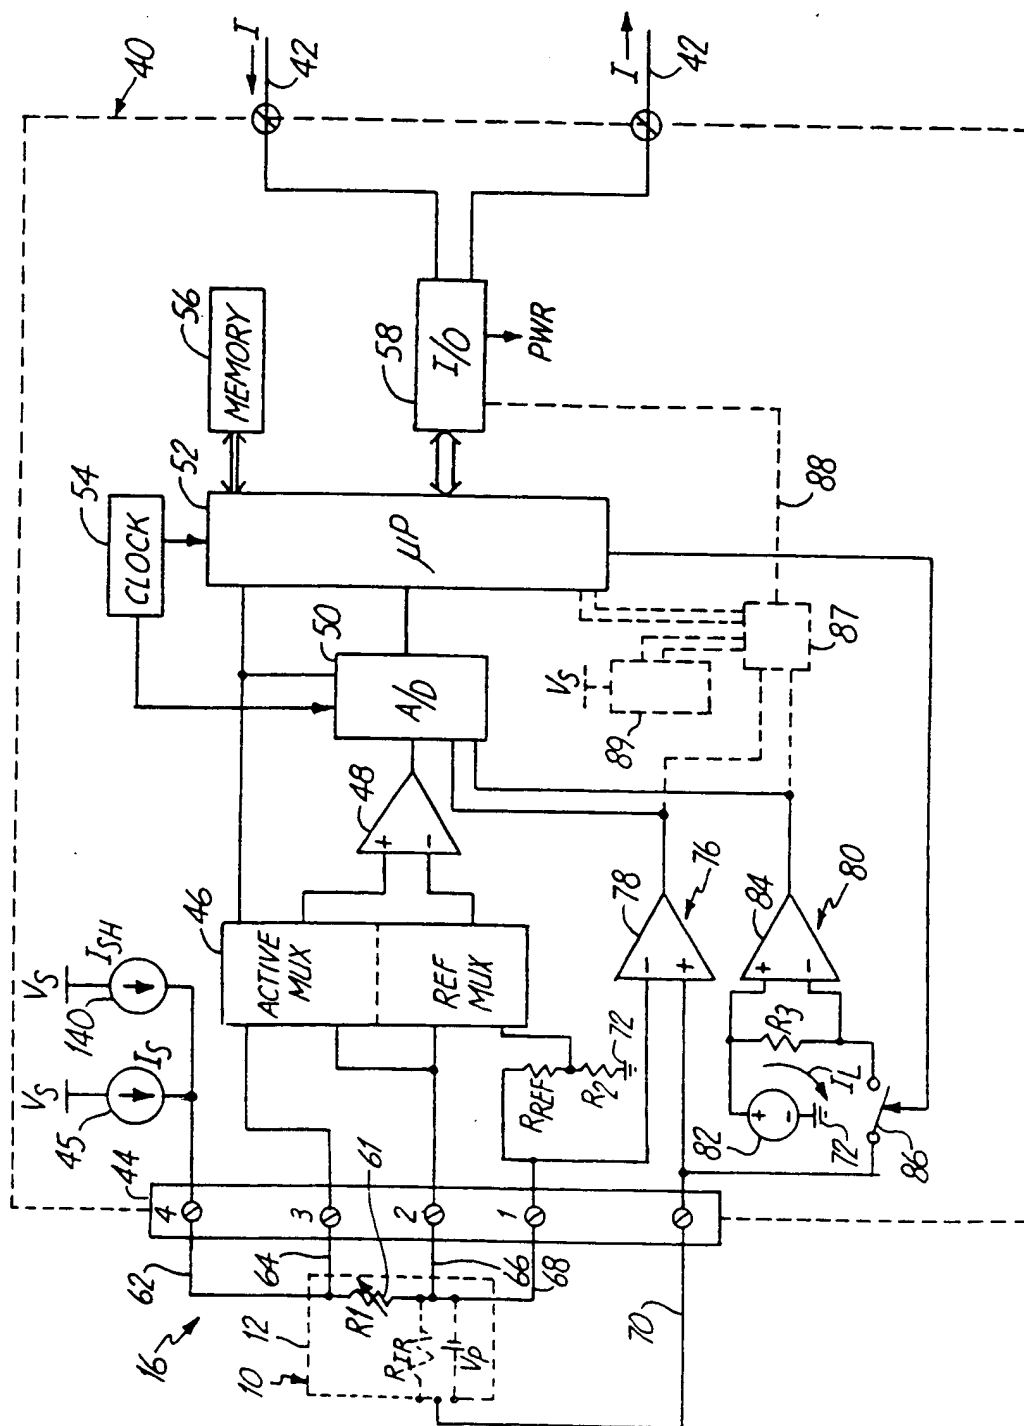 40
I
42
I
42
56
MEMORY
58
I/O
PWR
54
CLOCK
52
μP
88
50
A/D
VS
89
87
48
+
-
46
ACTIVE
MUX
REF
MUX
78
-
+
76
84
+
-
80
VS
140
ISH
VS
45
IS
44
RREF
R2
72
R3
82
+
-
72
IL
86
4
3
2
1
61
62
64
66
68
70
16
12
10
R1
RIR
VP